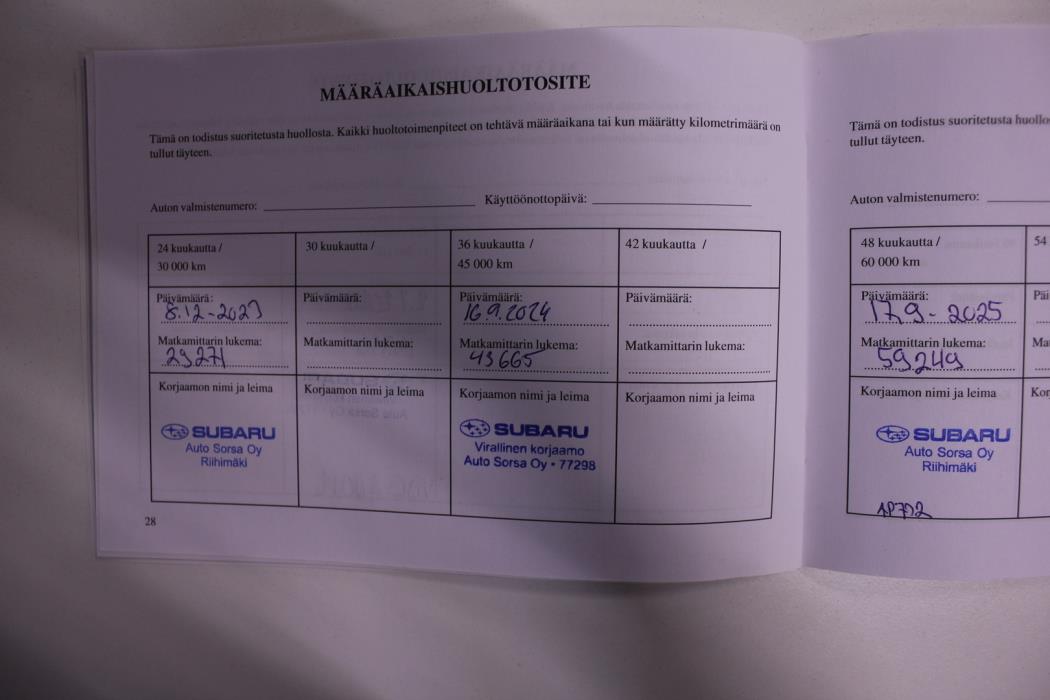 MÄÄRÄAIKAISHUOLTOTOSITE
Tämä on todistus suoritetusta huollosta. Kaikki huoltotoimenpiteet on tehtävä määräaikana tai kun määrätty kilometrimäärä on
tullut täyteen.
Auton valmistenumero: Käyttöönottopäivä:
24 kuukautta /
30 000 km
30 kuukautta /
36 kuukautta /
45 000 km
42 kuukautta /
Päivämäärä:
8.12-2023
Päivämäärä:
Päivämäärä:
16.9.2024
Päivämäärä:
Matkamittarin lukema:
29271
Matkamittarin lukema:
Matkamittarin lukema:
43665
Matkamittarin lukema:
Korjaamon nimi ja leima
SUBARU
Auto Sorsa Oy
Riihimäki
Korjaamon nimi ja leima
Korjaamon nimi ja leima
SUBARU
Virallinen korjaamo
Auto Sorsa Oy • 77298
Korjaamon nimi ja leima
28
Tämä on todistus suoritetusta
tullut täyteen.
Auton valmistenumero:
48 kuukautta /
60 000 km
54
Päivämäärä:
17.9-2025
Matkamittarin lukema:
59249
Korjaamon nimi ja leima
SUBARU
Auto Sorsa Oy
Riihimäki